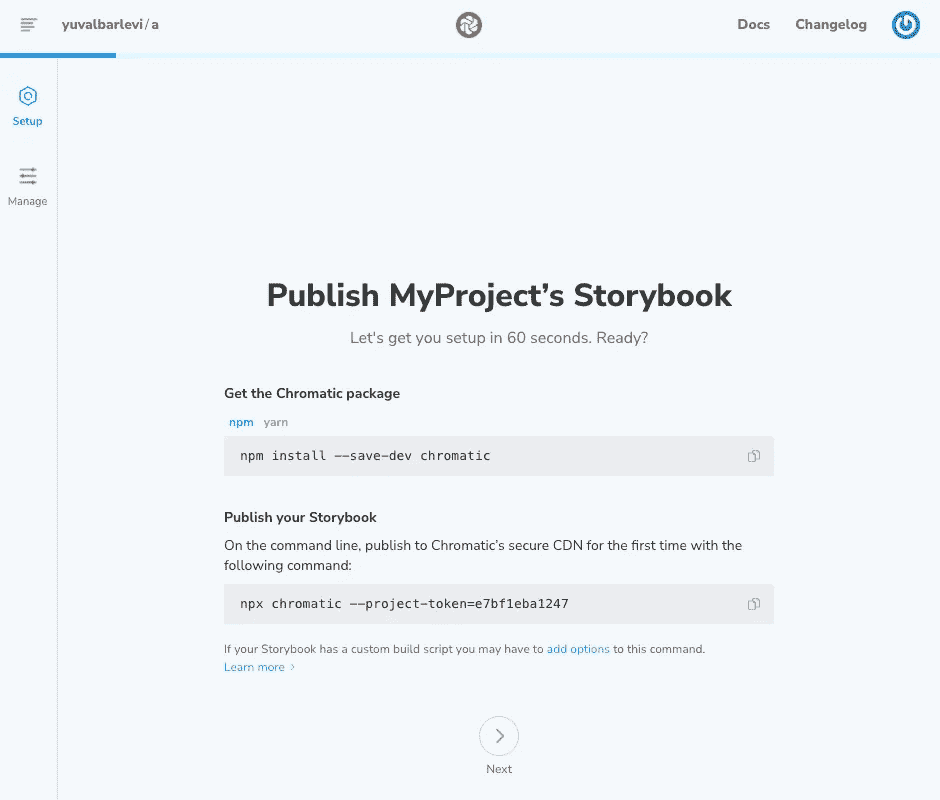 yuvalbarlevi / a
Docs
Changelog
Setup
Manage
Publish MyProject’s Storybook
Let's get you setup in 60 seconds. Ready?
Get the Chromatic package
npm yarn
npm install --save-dev chromatic
Publish your Storybook
On the command line, publish to Chromatic’s secure CDN for the first time with the
following command:
npx chromatic --project-token=e7bf1eba1247
If your Storybook has a custom build script you may have to add options to this command.
Learn more
Next